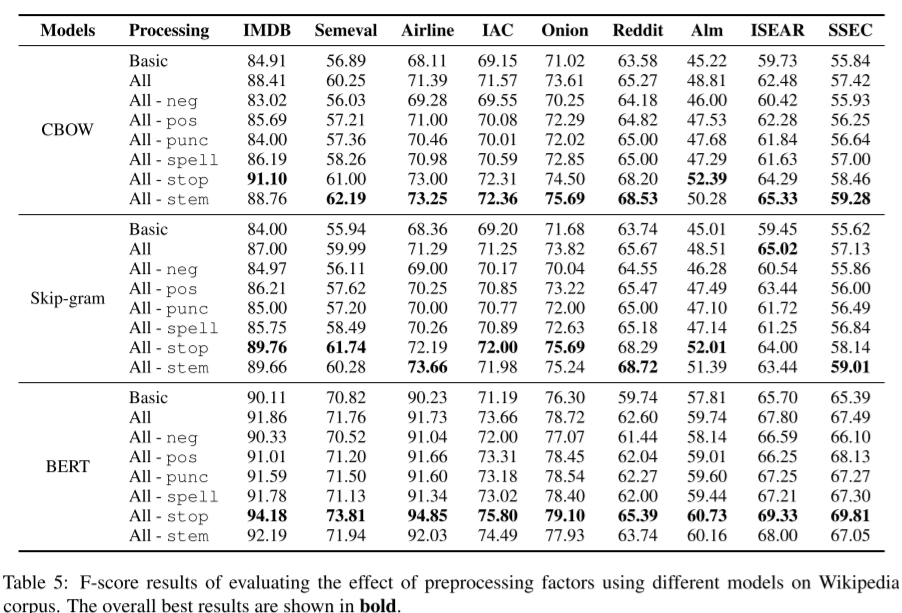 Models Processing IMDB Semeval Airline IAC Onion Reddit Alm ISEAR SSEC
Basic 84.91 56.89 68.11 69.15 71.02 63.58 45.22 59.73 55.84
All 88.41 60.25 71.39 71.57 73.61 65.27 48.81 62.48 57.42
All - neg 83.02 56.03 69.28 69.55 70.25 64.18 46.00 60.42 55.93
All - pos 85.69 57.21 71.00 70.08 72.29 64.82 47.53 62.28 56.25
CBOW
All - punc 84.00 57.36 70.46 70.01 72.02 65.00 47.68 61.84 56.64
All - spell 86.19 58.26 70.98 70.59 72.85 65.00 47.29 61.63 57.00
All - stop 91.10 61.00 73.00 72.31 74.50 68.20 52.39 64.29 58.46
All - stem 88.76 62.19 73.25 72.36 75.69 68.53 50.28 65.33 59.28
Basic 84.00 55.94 68.36 69.20 71.68 63.74 45.01 59.45 55.62
All 87.00 59.99 71.29 71.25 73.82 65.67 48.51 65.02 57.13
All - neg 84.97 56.11 69.00 70.17 70.04 64.55 46.28 60.54 55.86
All - pos 86.21 57.62 70.25 70.85 73.22 65.47 47.49 63.44 56.00
Skip-gram
All - punc 85.00 57.20 70.00 70.77 72.00 65.00 47.10 61.72 56.49
All - spell 85.75 58.49 70.26 70.89 72.63 65.18 47.14 61.25 56.84
All - stop 89.76 61.74 72.19 72.00 75.69 68.29 52.01 64.00 58.14
All - stem 89.66 60.28 73.66 71.98 75.24 68.72 51.39 63.44 59.01
Basic 90.11 70.82 90.23 71.19 76.30 59.74 57.81 65.70 65.39
All 91.86 71.76 91.73 73.66 78.72 62.60 59.74 67.80 67.49
All - neg 90.33 70.52 91.04 72.00 77.07 61.44 58.14 66.59 66.10
All - pos 91.01 71.20 91.66 73.31 78.45 62.04 59.01 66.25 68.13
BERT
All - punc 91.59 71.50 91.60 73.18 78.54 62.27 59.60 67.25 67.27
All - spell 91.78 71.13 91.34 73.02 78.40 62.00 59.44 67.21 67.30
All - stop 94.18 73.81 94.85 75.80 79.10 65.39 60.73 69.33 69.81
All - stem 92.19 71.94 92.03 74.49 77.93 63.74 60.16 68.00 67.05
Table 5: F-score results of evaluating the effect of preprocessing factors using different models on Wikipedia
corpus. The overall best results are shown in bold.